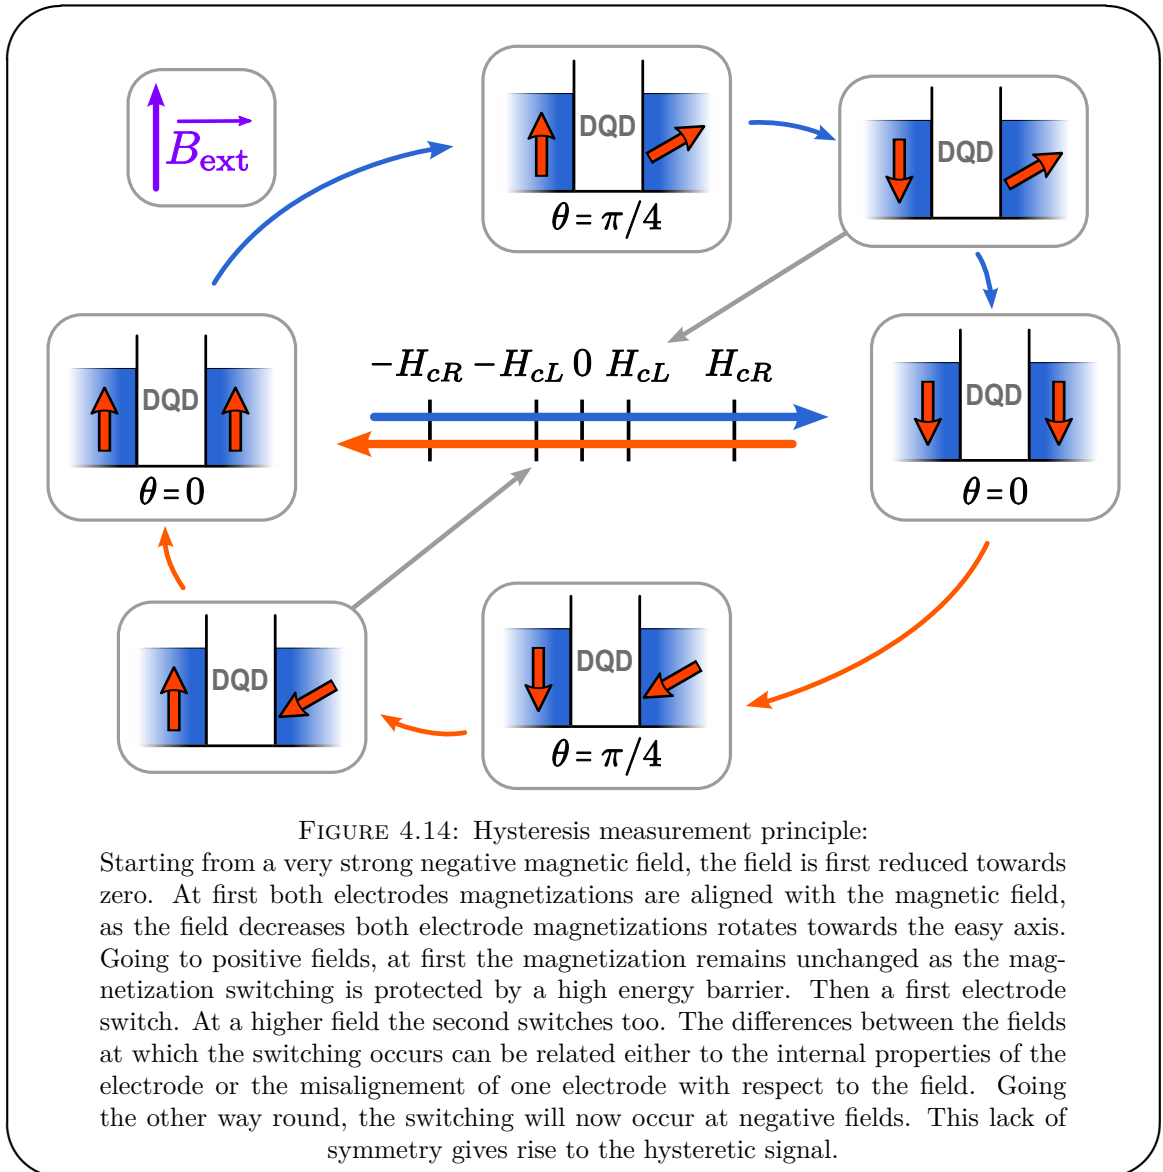 B_ext
DQD
θ = π/4
DQD
DQD
θ = 0
−H_cR −H_cL 0 H_cL H_cR
DQD
θ = 0
DQD
DQD
θ = π/4
FIGURE 4.14: Hysteresis measurement principle:
Starting from a very strong negative magnetic field, the field is first reduced towards
zero. At first both electrodes magnetizations are aligned with the magnetic field,
as the field decreases both electrode magnetizations rotates towards the easy axis.
Going to positive fields, at first the magnetization remains unchanged as the mag-
netization switching is protected by a high energy barrier. Then a first electrode
switch. At a higher field the second switches too. The differences between the fields
at which the switching occurs can be related either to the internal properties of the
electrode or the misalignement of one electrode with respect to the field. Going
the other way round, the switching will now occur at negative fields. This lack of
symmetry gives rise to the hysteretic signal.